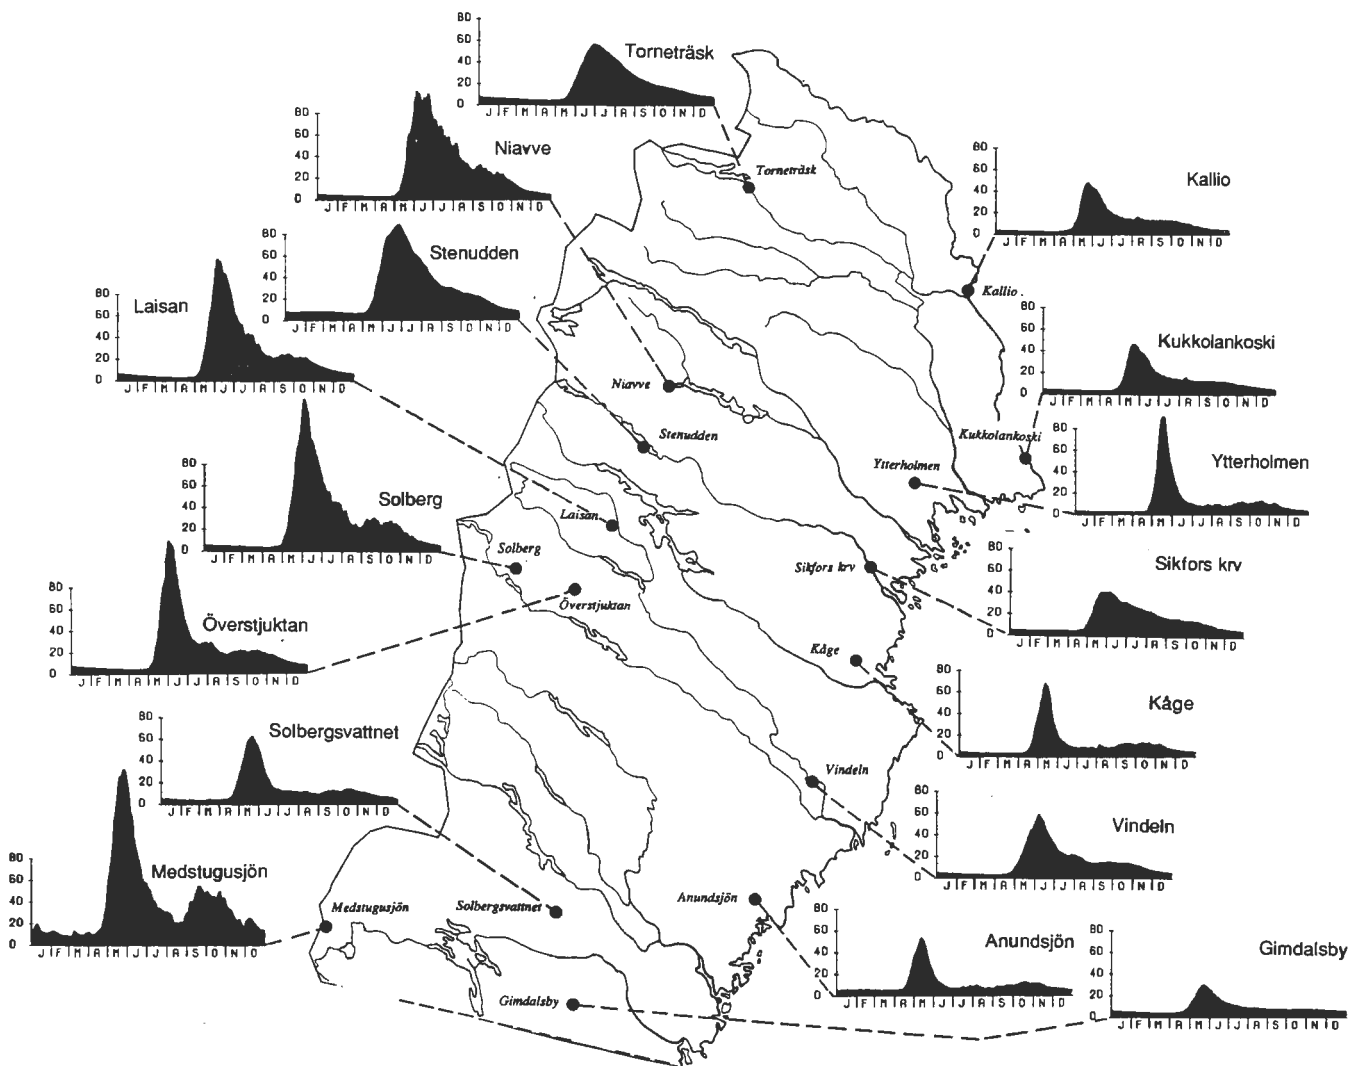 80
60
40
20
0
J F M A M J J A S O N D
Torneträsk
80
60
40
20
0
J F M A M J J A S O N D
Niavve
80
60
40
20
0
J F M A M J J A S O N D
Stenudden
80
60
40
20
0
J F M A M J J A S O N D
Laisan
80
60
40
20
0
J F M A M J J A S O N D
Solberg
80
60
40
20
0
J F M A M J J A S O N D
Överstjuktan
80
60
40
20
0
J F M A M J J A S O N D
Solbergsvattnet
80
60
40
20
0
J F M A M J J A S O N D
Medstugusjön
Torneträsk
Kallio
Niavve
Stenudden
Kukkolankoski
Ytterholmen
Laisan
Solberg
Sikfors krv
Överstjuktan
Kåge
Vindeln
Anundsjön
Solbergsvattnet
Medstugusjön
Gimdalsby
80
60
40
20
0
J F M A M J J A S O N D
Kallio
80
60
40
20
0
J F M A M J J A S O N D
Kukkolankoski
80
60
40
20
0
J F M A M J J A S O N D
Ytterholmen
80
60
40
20
0
J F M A M J J A S O N D
Sikfors krv
80
60
40
20
0
J F M A M J J A S O N D
Kåge
80
60
40
20
0
J F M A M J J A S O N D
Vindeln
80
60
40
20
0
J F M A M J J A S O N D
Anundsjön
80
60
40
20
0
J F M A M J J A S O N D
Gimdalsby